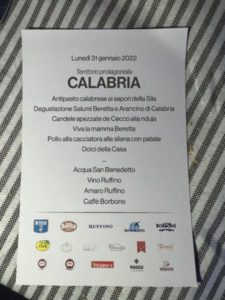 Lunedì 31 gennaio 2022
Territorio protagonista
CALABRIA
Antipasto calabrese ai sapori della Sila
Degustazione Salumi Beretta e Arancino di Calabria
Candele spezzate de Cecco alla nduja
Viva la mamma Beretta
Pollo alla cacciatora alla silana con patate
Dolci della Casa
...
Acqua San Benedetto
Vino Ruffino
Amaro Ruffino
Caffè Borbone
RUFFINO
BORBONE